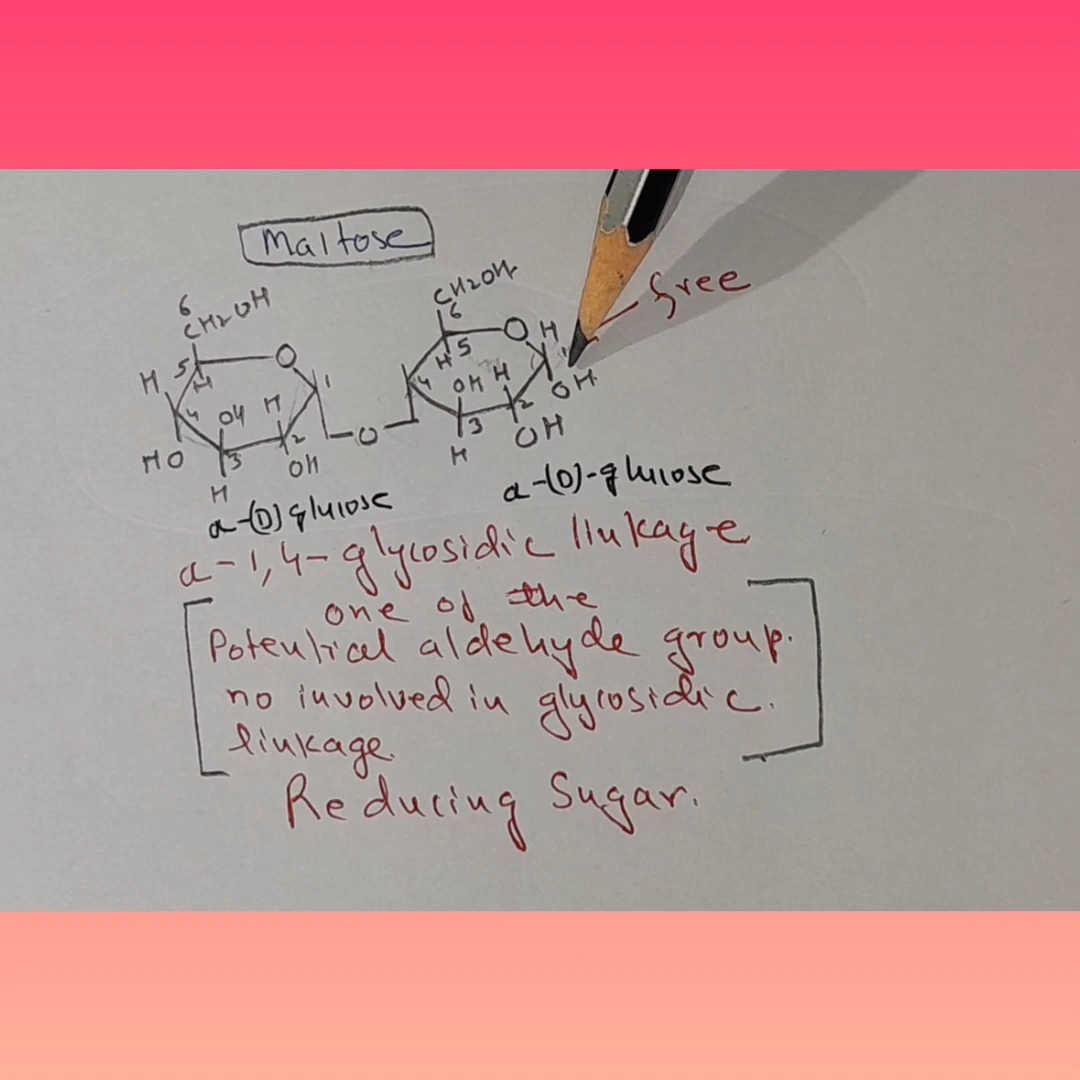 Maltose
free
6
CH2OH
CH2OH
6
5 O
5 O H
H H 1
H 4 OH H 1
4 OH H 2 OH
HO 3 2 O 3 OH
H OH H
α-(D) glucose
α-(D)-glucose
α-1,4-glycosidic linkage
one of the
Potential aldehyde group.
no involved in glycosidic.
linkage.
Reducing Sugar.